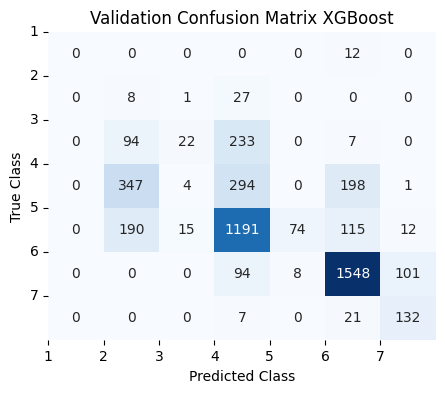 Validation Confusion Matrix XGBoost
1
0 0 0 0 0 12 0
2
0 8 1 27 0 0 0
3
0 94 22 233 0 7 0
4
0 347 4 294 0 198 1
5
0 190 15 1191 74 115 12
6
0 0 0 94 8 1548 101
7
0 0 0 7 0 21 132
1 2 3 4 5 6 7
True Class
Predicted Class